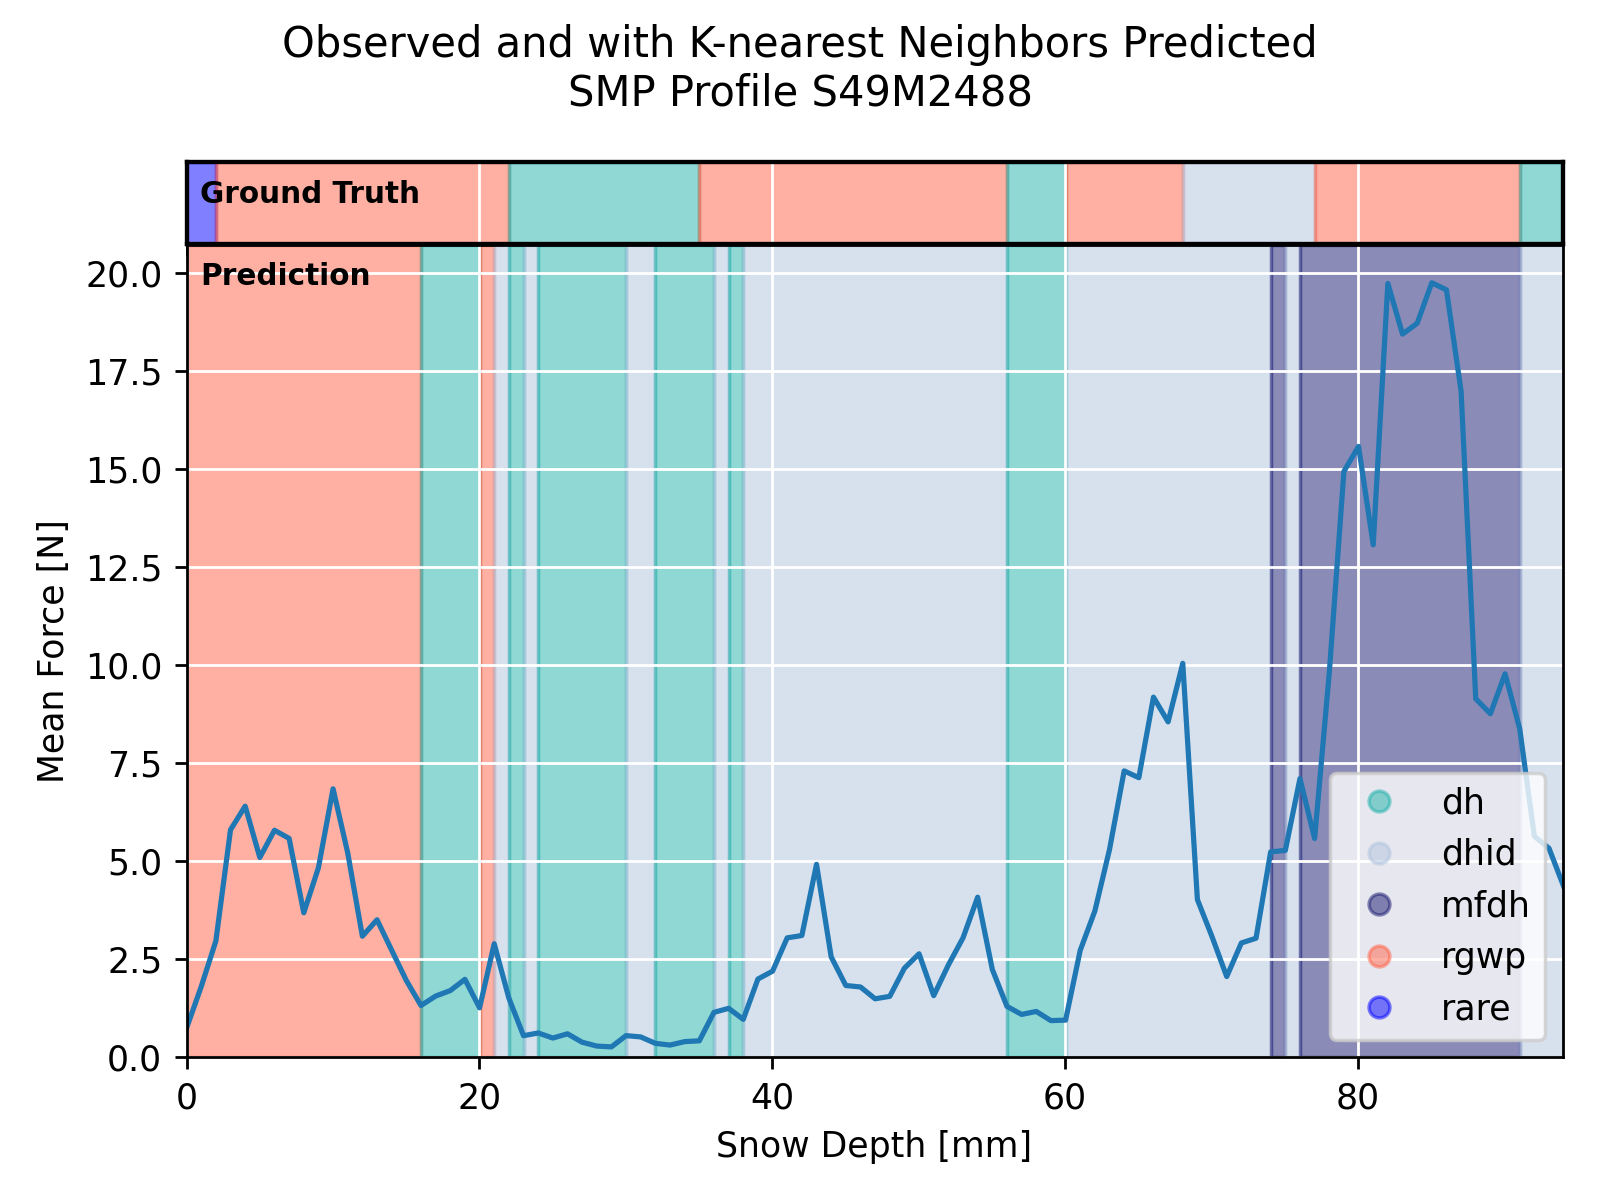 Observed and with K-nearest Neighbors Predicted
SMP Profile S49M2488
Ground Truth
Prediction
20.0
17.5
15.0
12.5
10.0
7.5
5.0
2.5
0.0
Mean Force [N]
dh
dhid
mfdh
rgwp
rare
0 20 40 60 80
Snow Depth [mm]